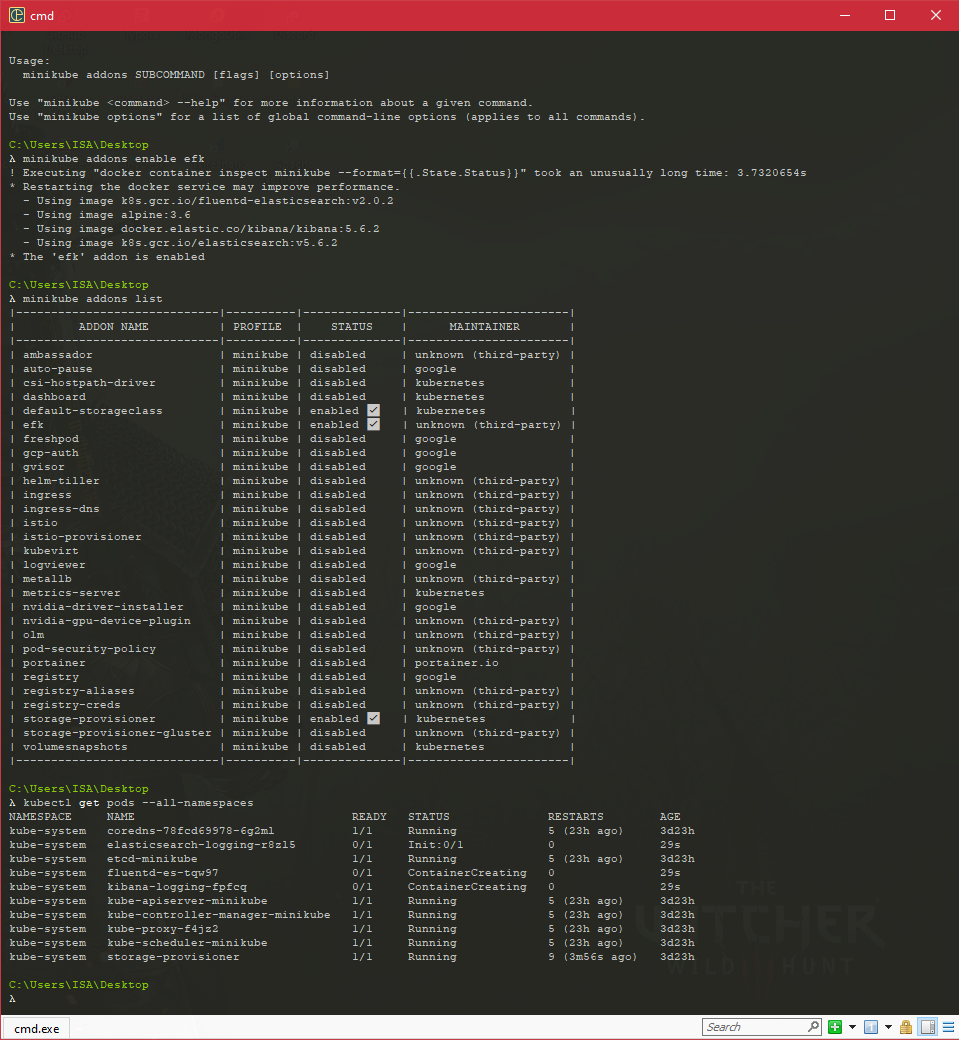 cmd
Usage:
  minikube addons SUBCOMMAND [flags] [options]
Use "minikube <command> --help" for more information about a given command.
Use "minikube options" for a list of global command-line options (applies to all commands).
C:\Users\ISA\Desktop
λ minikube addons enable efk
! Executing "docker container inspect minikube --format={{.State.Status}}" took an unusually long time: 3.7320654s
* Restarting the docker service may improve performance.
  - Using image k8s.gcr.io/fluentd-elasticsearch:v2.0.2
  - Using image alpine:3.6
  - Using image docker.elastic.co/kibana/kibana:5.6.2
  - Using image k8s.gcr.io/elasticsearch:v5.6.2
* The 'efk' addon is enabled
C:\Users\ISA\Desktop
λ minikube addons list
|-----------------------------|----------|--------------|-----------------------|
|         ADDON NAME          | PROFILE  |    STATUS    |      MAINTAINER       |
|-----------------------------|----------|--------------|-----------------------|
| ambassador                  | minikube | disabled     | unknown (third-party) |
| auto-pause                  | minikube | disabled     | google                |
| csi-hostpath-driver         | minikube | disabled     | kubernetes            |
| dashboard                   | minikube | disabled     | kubernetes            |
| default-storageclass        | minikube | enabled ✅   | kubernetes            |
| efk                         | minikube | enabled ✅   | unknown (third-party) |
| freshpod                    | minikube | disabled     | google                |
| gcp-auth                    | minikube | disabled     | google                |
| gvisor                      | minikube | disabled     | google                |
| helm-tiller                 | minikube | disabled     | unknown (third-party) |
| ingress                     | minikube | disabled     | unknown (third-party) |
| ingress-dns                 | minikube | disabled     | unknown (third-party) |
| istio                       | minikube | disabled     | unknown (third-party) |
| istio-provisioner           | minikube | disabled     | unknown (third-party) |
| kubevirt                    | minikube | disabled     | unknown (third-party) |
| logviewer                   | minikube | disabled     | google                |
| metallb                     | minikube | disabled     | unknown (third-party) |
| metrics-server              | minikube | disabled     | kubernetes            |
| nvidia-driver-installer     | minikube | disabled     | google                |
| nvidia-gpu-device-plugin    | minikube | disabled     | unknown (third-party) |
| olm                         | minikube | disabled     | unknown (third-party) |
| pod-security-policy         | minikube | disabled     | unknown (third-party) |
| portainer                   | minikube | disabled     | portainer.io          |
| registry                    | minikube | disabled     | google                |
| registry-aliases            | minikube | disabled     | unknown (third-party) |
| registry-creds              | minikube | disabled     | unknown (third-party) |
| storage-provisioner         | minikube | enabled ✅   | kubernetes            |
| storage-provisioner-gluster | minikube | disabled     | unknown (third-party) |
| volumesnapshots             | minikube | disabled     | kubernetes            |
|-----------------------------|----------|--------------|-----------------------|
C:\Users\ISA\Desktop
λ kubectl get pods --all-namespaces
NAMESPACE     NAME                               READY   STATUS              RESTARTS        AGE
kube-system   coredns-78fcd69978-6g2ml           1/1     Running             5 (23h ago)     3d23h
kube-system   elasticsearch-logging-r8zl5        0/1     Init:0/1            0               29s
kube-system   etcd-minikube                      1/1     Running             5 (23h ago)     3d23h
kube-system   fluentd-es-tqw97                   0/1     ContainerCreating   0               29s
kube-system   kibana-logging-fpfcq               0/1     ContainerCreating   0               29s
kube-system   kube-apiserver-minikube            1/1     Running             5 (23h ago)     3d23h
kube-system   kube-controller-manager-minikube   1/1     Running             5 (23h ago)     3d23h
kube-system   kube-proxy-f4jz2                   1/1     Running             5 (23h ago)     3d23h
kube-system   kube-scheduler-minikube            1/1     Running             5 (23h ago)     3d23h
kube-system   storage-provisioner                1/1     Running             9 (3m56s ago)   3d23h
THE
WITCHER
WILD HUNT
C:\Users\ISA\Desktop
λ
cmd.exe
Search